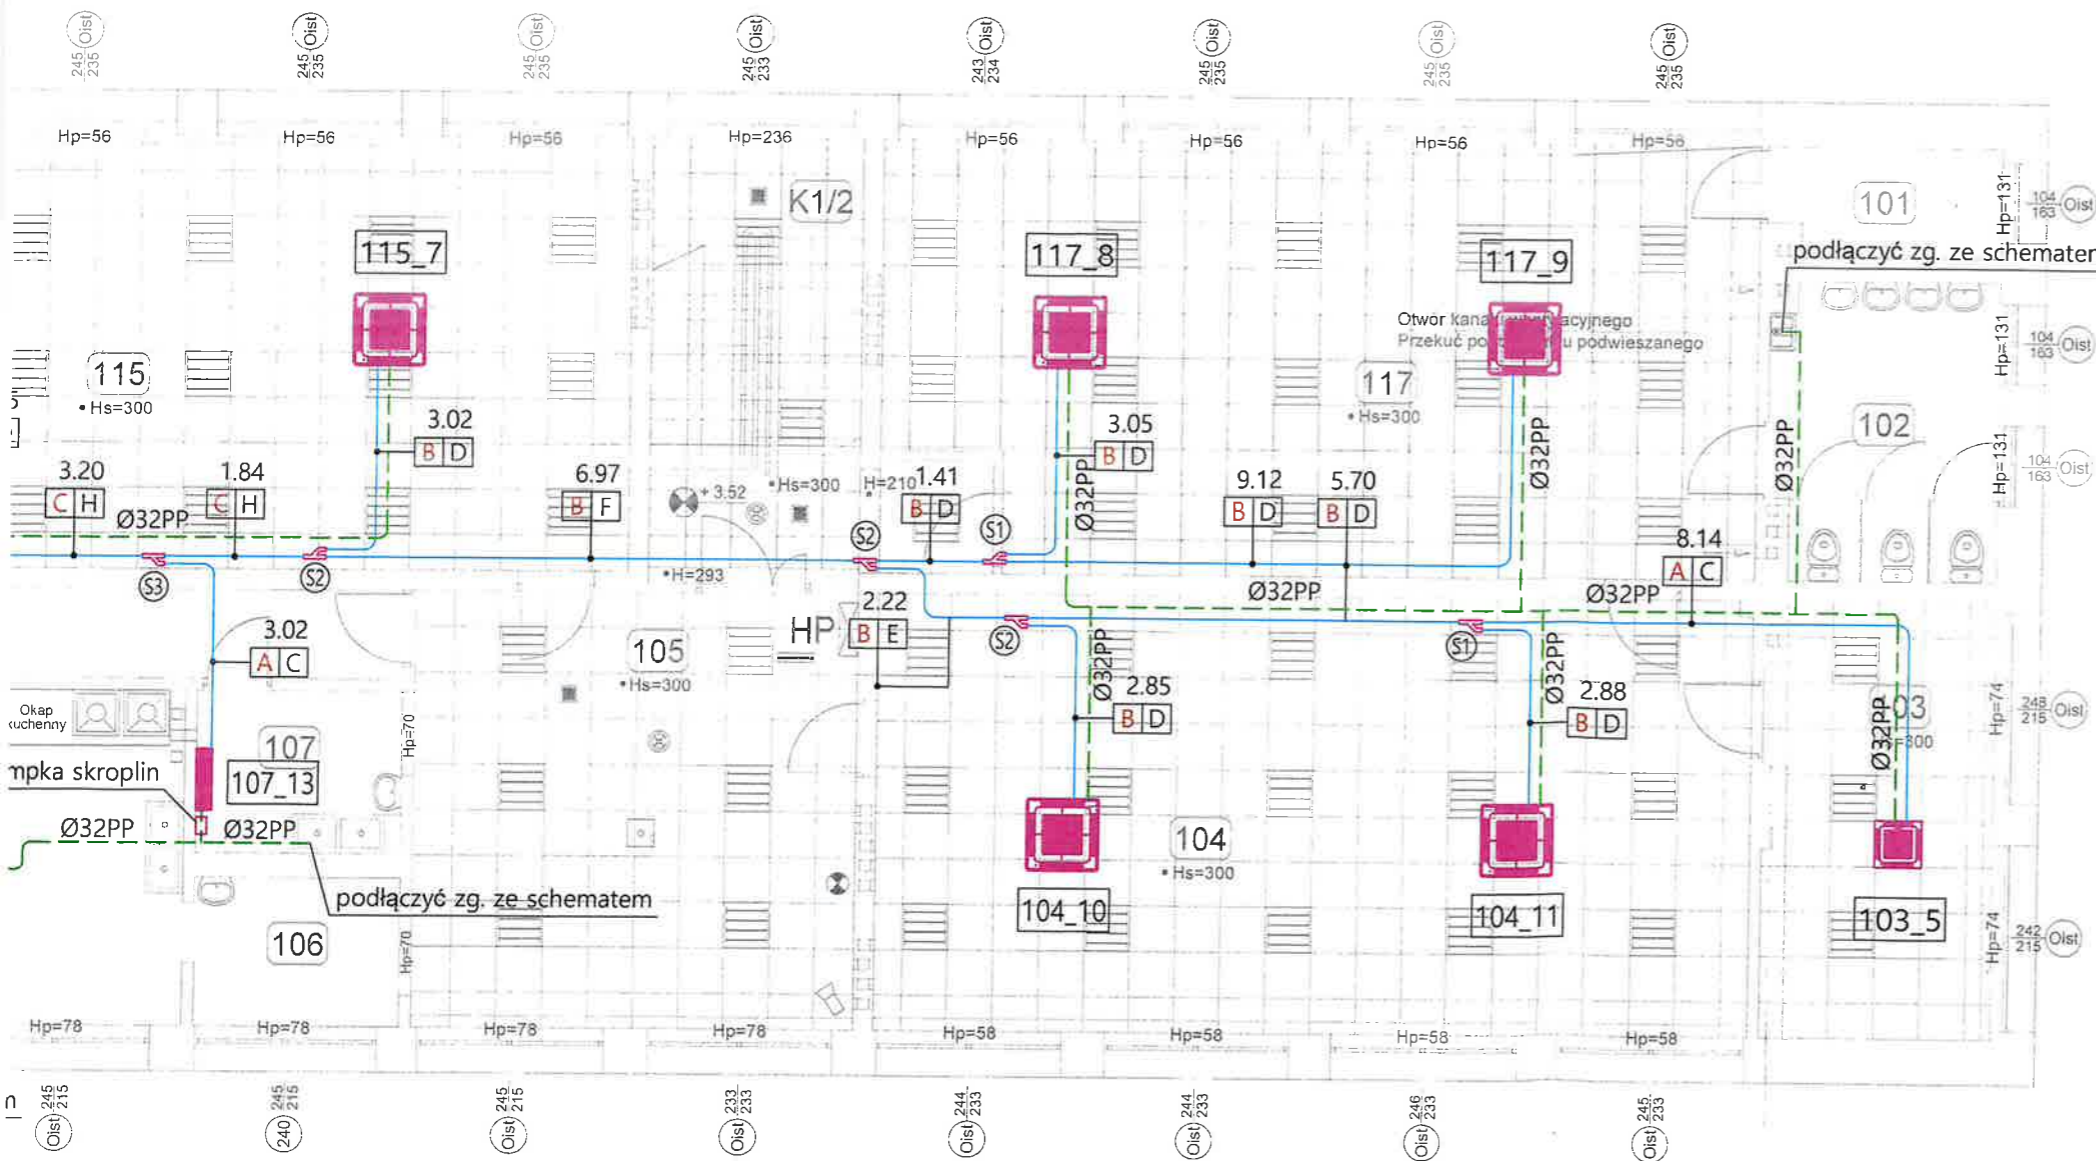 245 235 Oist
245 235 Oist
245 235 Oist
245 233 Oist
243 234 Oist
245 235 Oist
245 235 Oist
245 235 Oist
Hp=56
Hp=56
Hp=56
Hp=236
Hp=56
Hp=56
Hp=56
Hp=56
K1/2
101
Hp=131
104 163 Oist
115_7
117_8
117_9
podłączyć zg. ze schematem
Otwór
Przekuć
podwieszanego
Hp=131
104 163 Oist
115
• Hs=300
117
• Hs=300
102
Hp=131
104 163 Oist
3.02
B D
3.05
B D
Ø32PP
Ø32PP
Ø32PP
3.20
C H
1.84
C H
Ø32PP
6.97
B F
+ 3.52
• Hs=300
H=210
1.41
B D
9.12
B D
5.70
B D
8.14
A C
S3
S2
S2
S1
• H=293
Ø32PP
Ø32PP
2.22
B E
HP
S2
S1
3.02
A C
105
• Hs=300
Ø32PP
2.85
B D
Ø32PP
2.88
B D
Ø32PP
03
=300
Hp=74
248 215 Oist
Okap
kuchenny
107
107_13
Hp=70
mpka skroplin
Ø32PP
Ø32PP
podłączyć zg. ze schematem
106
Hp=70
104
• Hs=300
104_10
104_11
103_5
Hp=74
242 215 Oist
Hp=78
Hp=78
Hp=78
Hp=78
Hp=58
Hp=58
Hp=58
Hp=58
n
Oist 245 215
240 245 215
Oist 245 215
Oist 233 233
Oist 244 233
Oist 244 233
Oist 246 233
Oist 245 233